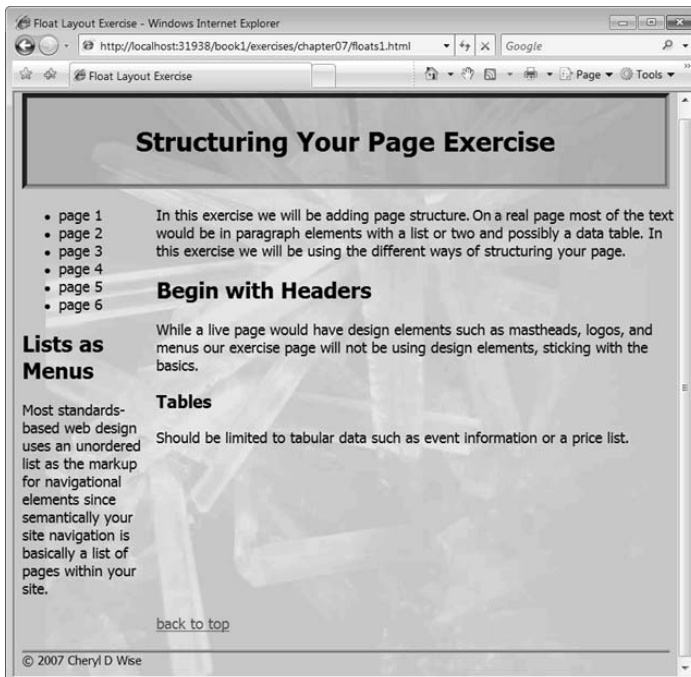 Float Layout Exercise - Windows Internet Explorer
http://localhost:31938/book1/exercises/chapter07/floats1.html
Google
Float Layout Exercise
Page
Tools
Structuring Your Page Exercise
page 1
page 2
page 3
page 4
page 5
page 6
Lists as
Menus
Most standards-
based web design
uses an unordered
list as the markup
for navigational
elements since
semantically your
site navigation is
basically a list of
pages within your
site.
In this exercise we will be adding page structure. On a real page most of the text
would be in paragraph elements with a list or two and possibly a data table. In
this exercise we will be using the different ways of structuring your page.
Begin with Headers
While a live page would have design elements such as mastheads, logos, and
menus our exercise page will not be using design elements, sticking with the
basics.
Tables
Should be limited to tabular data such as event information or a price list.
back to top
© 2007 Cheryl D Wise